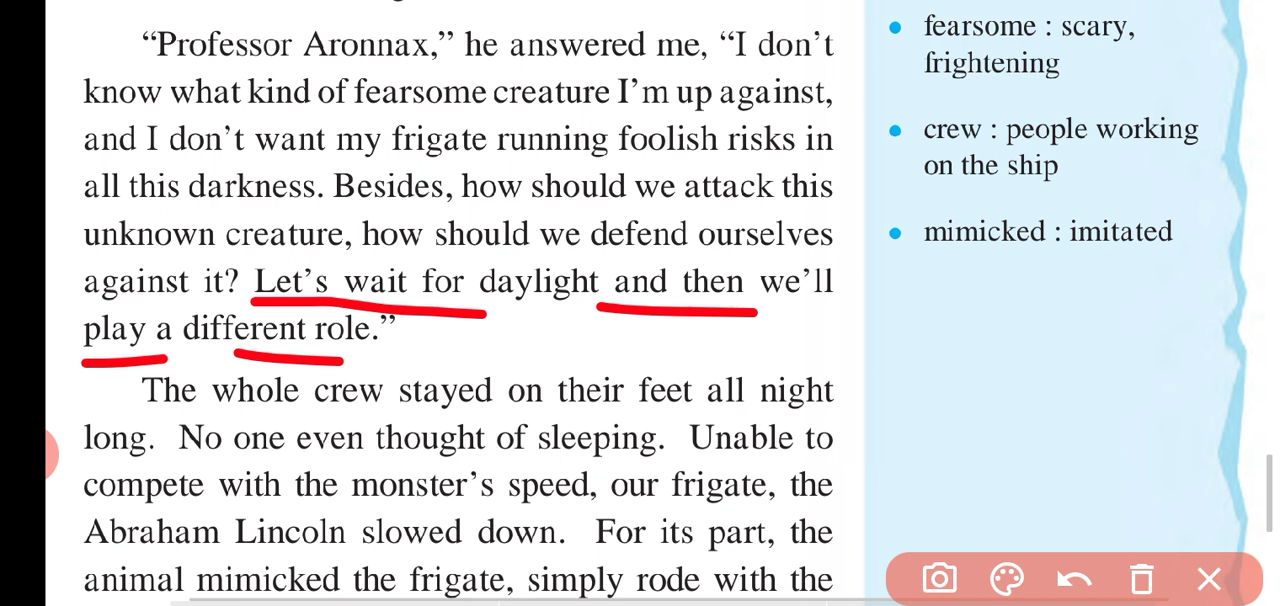 “Professor Aronnax,” he answered me, “I don’t
know what kind of fearsome creature I’m up against,
and I don’t want my frigate running foolish risks in
all this darkness. Besides, how should we attack this
unknown creature, how should we defend ourselves
against it? Let’s wait for daylight and then we’ll
play a different role.”
The whole crew stayed on their feet all night
long. No one even thought of sleeping. Unable to
compete with the monster’s speed, our frigate, the
Abraham Lincoln slowed down. For its part, the
animal mimicked the frigate, simply rode with the
• fearsome : scary,
frightening
• crew : people working
on the ship
• mimicked : imitated